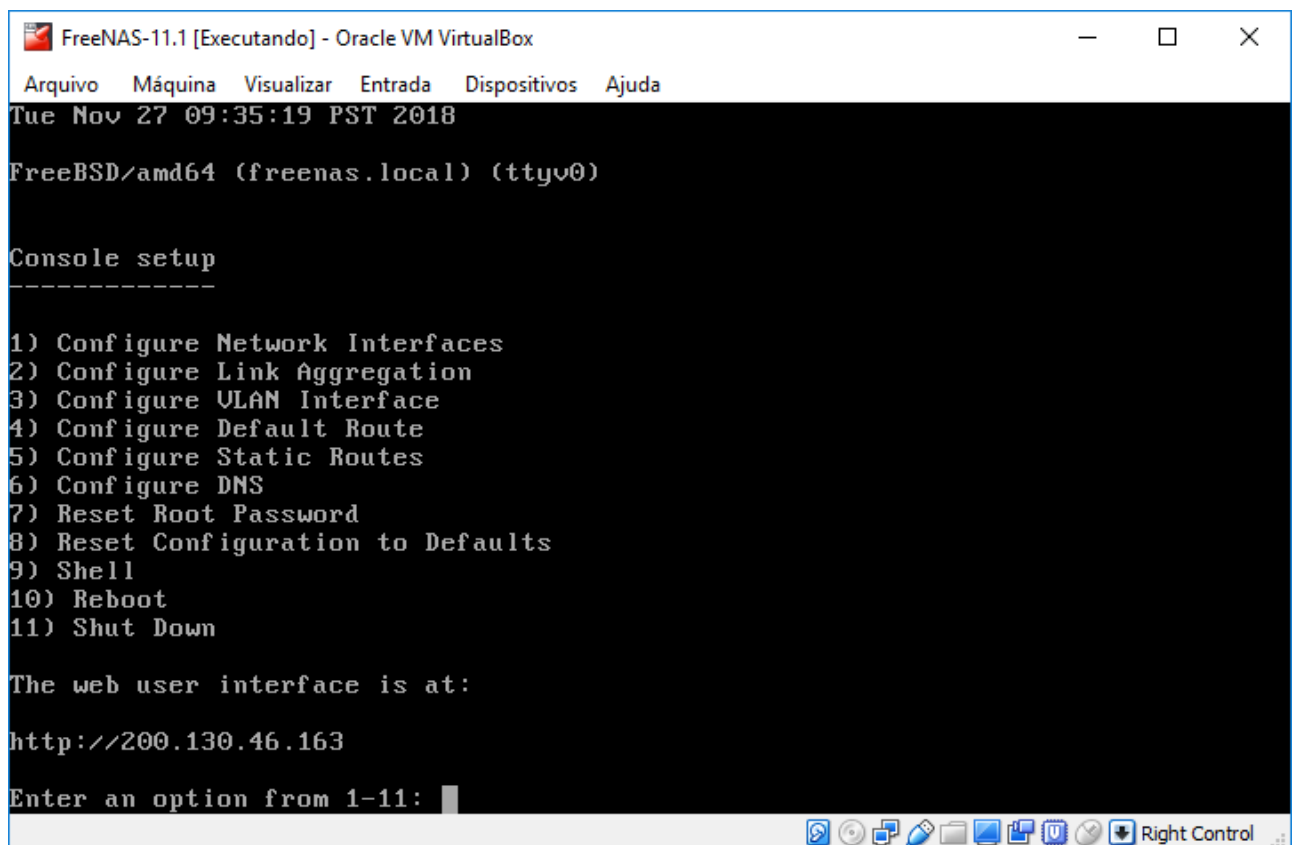 FreeNAS-11.1 [Executando] - Oracle VM VirtualBox
Arquivo Máquina Visualizar Entrada Dispositivos Ajuda
Tue Nov 27 09:35:19 PST 2018
FreeBSD/amd64 (freenas.local) (ttyv0)
Console setup
-------------
1) Configure Network Interfaces
2) Configure Link Aggregation
3) Configure VLAN Interface
4) Configure Default Route
5) Configure Static Routes
6) Configure DNS
7) Reset Root Password
8) Reset Configuration to Defaults
9) Shell
10) Reboot
11) Shut Down
The web user interface is at:
http://200.130.46.163
Enter an option from 1-11:
Right Control